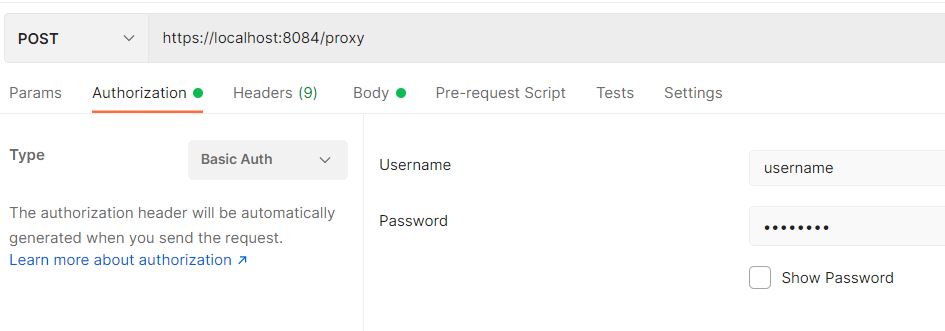 POST https://localhost:8084/proxy
Params Authorization Headers (9) Body Pre-request Script Tests Settings
Type Basic Auth
The authorization header will be automatically
generated when you send the request.
Learn more about authorization ↗
Username username
Password ••••••••
Show Password